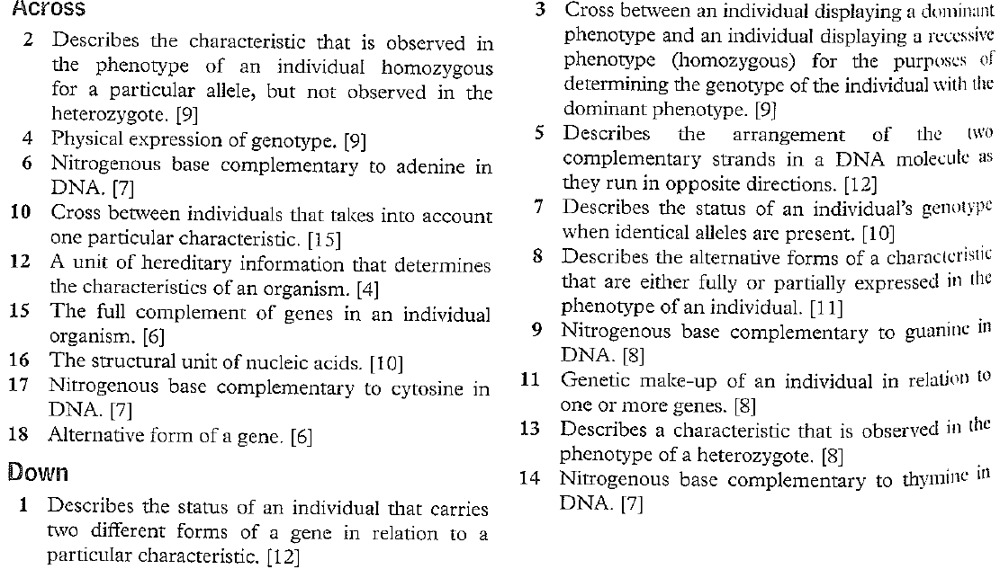 Across
2 Describes the characteristic that is observed in
the phenotype of an individual homozygous
for a particular allele, but not observed in the
heterozygote. [9]
4 Physical expression of genotype. [9]
6 Nitrogenous base complementary to adenine in
DNA. [7]
10 Cross between individuals that takes into account
one particular characteristic. [15]
12 A unit of hereditary information that determines
the characteristics of an organism. [4]
15 The full complement of genes in an individual
organism. [6]
16 The structural unit of nucleic acids. [10]
17 Nitrogenous base complementary to cytosine in
DNA. [7]
18 Alternative form of a gene. [6]
Down
1 Describes the status of an individual that carries
two different forms of a gene in relation to a
particular characteristic. [12]
3 Cross between an individual displaying a dominant
phenotype and an individual displaying a recessive
phenotype (homozygous) for the purposes of
determining the genotype of the individual with the
dominant phenotype. [9]
5 Describes the arrangement of the two
complementary strands in a DNA molecule as
they run in opposite directions. [12]
7 Describes the status of an individual's genotype
when identical alleles are present. [10]
8 Describes the alternative forms of a characteristic
that are either fully or partially expressed in the
phenotype of an individual. [11]
9 Nitrogenous base complementary to guanine in
DNA. [8]
11 Genetic make-up of an individual in relation to
one or more genes. [8]
13 Describes a characteristic that is observed in the
phenotype of a heterozygote. [8]
14 Nitrogenous base complementary to thymine in
DNA. [7]